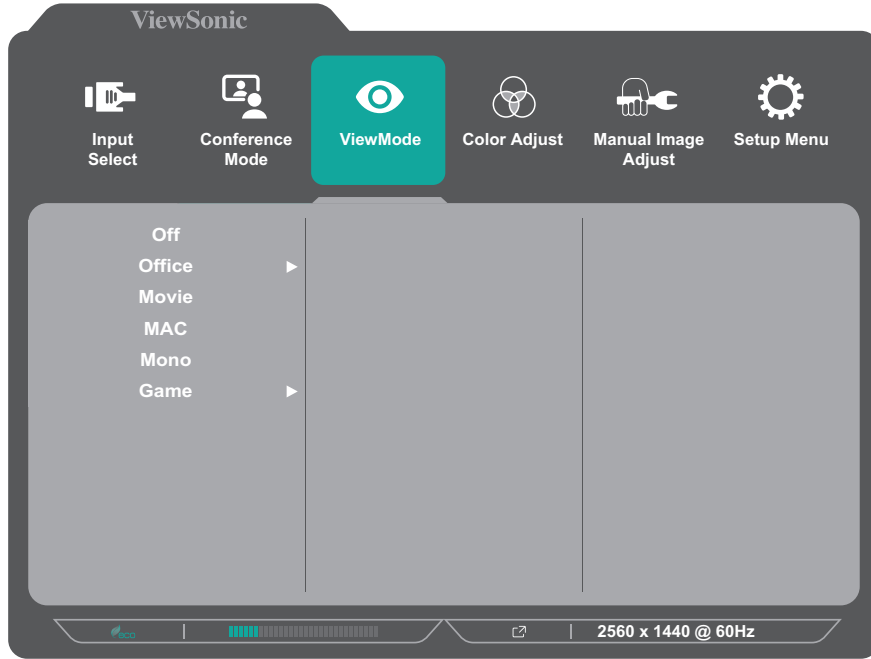 ViewSonic
Input
Select
Conference
Mode
ViewMode
Color Adjust
Manual Image
Adjust
Setup Menu
Off
Office
Movie
MAC
Mono
Game
ECO
2560 x 1440 @ 60Hz